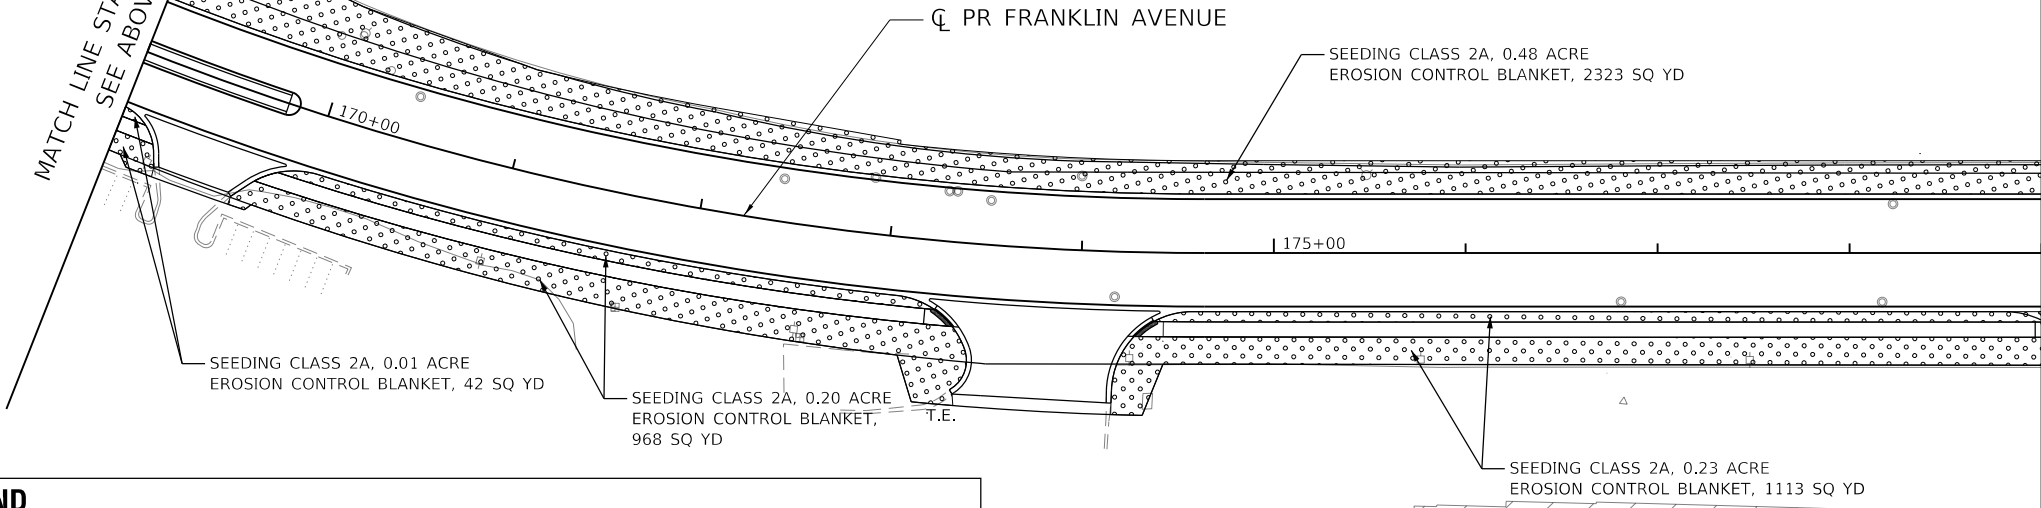 MATCH LINE STA
SEE ABOV
℄ PR FRANKLIN AVENUE
SEEDING CLASS 2A, 0.48 ACRE
EROSION CONTROL BLANKET, 2323 SQ YD
170+00
175+00
SEEDING CLASS 2A, 0.01 ACRE
EROSION CONTROL BLANKET, 42 SQ YD
SEEDING CLASS 2A, 0.20 ACRE
EROSION CONTROL BLANKET,
968 SQ YD
T.E.
SEEDING CLASS 2A, 0.23 ACRE
EROSION CONTROL BLANKET, 1113 SQ YD
ND